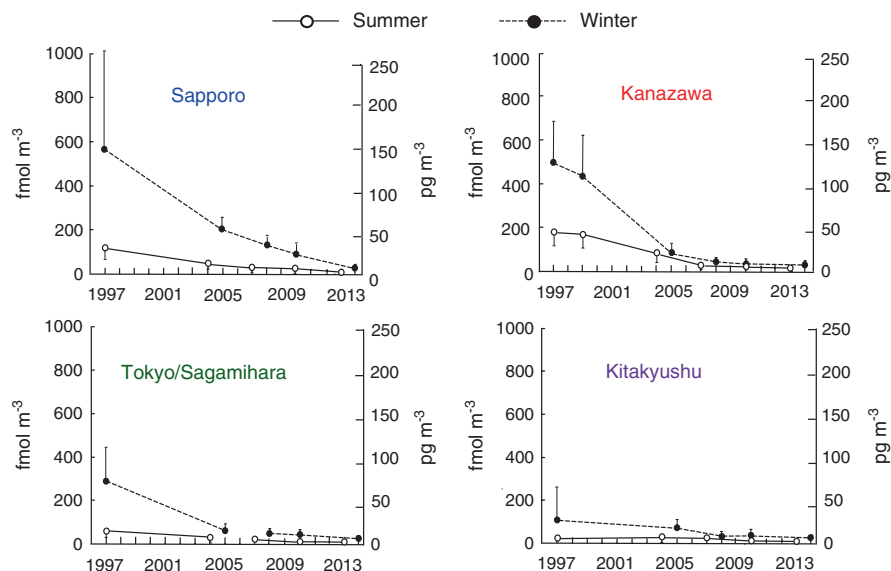 Summer Winter
1000 800 600 400 200 0
fmol m-3
Sapporo
250 200 150 100 50 0
pg m-3
1997 2001 2005 2009 2013
1000 800 600 400 200 0
fmol m-3
Kanazawa
250 200 150 100 50 0
pg m-3
1997 2001 2005 2009 2013
1000 800 600 400 200 0
fmol m-3
Tokyo/Sagamihara
250 200 150 100 50 0
pg m-3
1997 2001 2005 2009 2013
1000 800 600 400 200 0
fmol m-3
Kitakyushu
250 200 150 100 50 0
pg m-3
1997 2001 2005 2009 2013